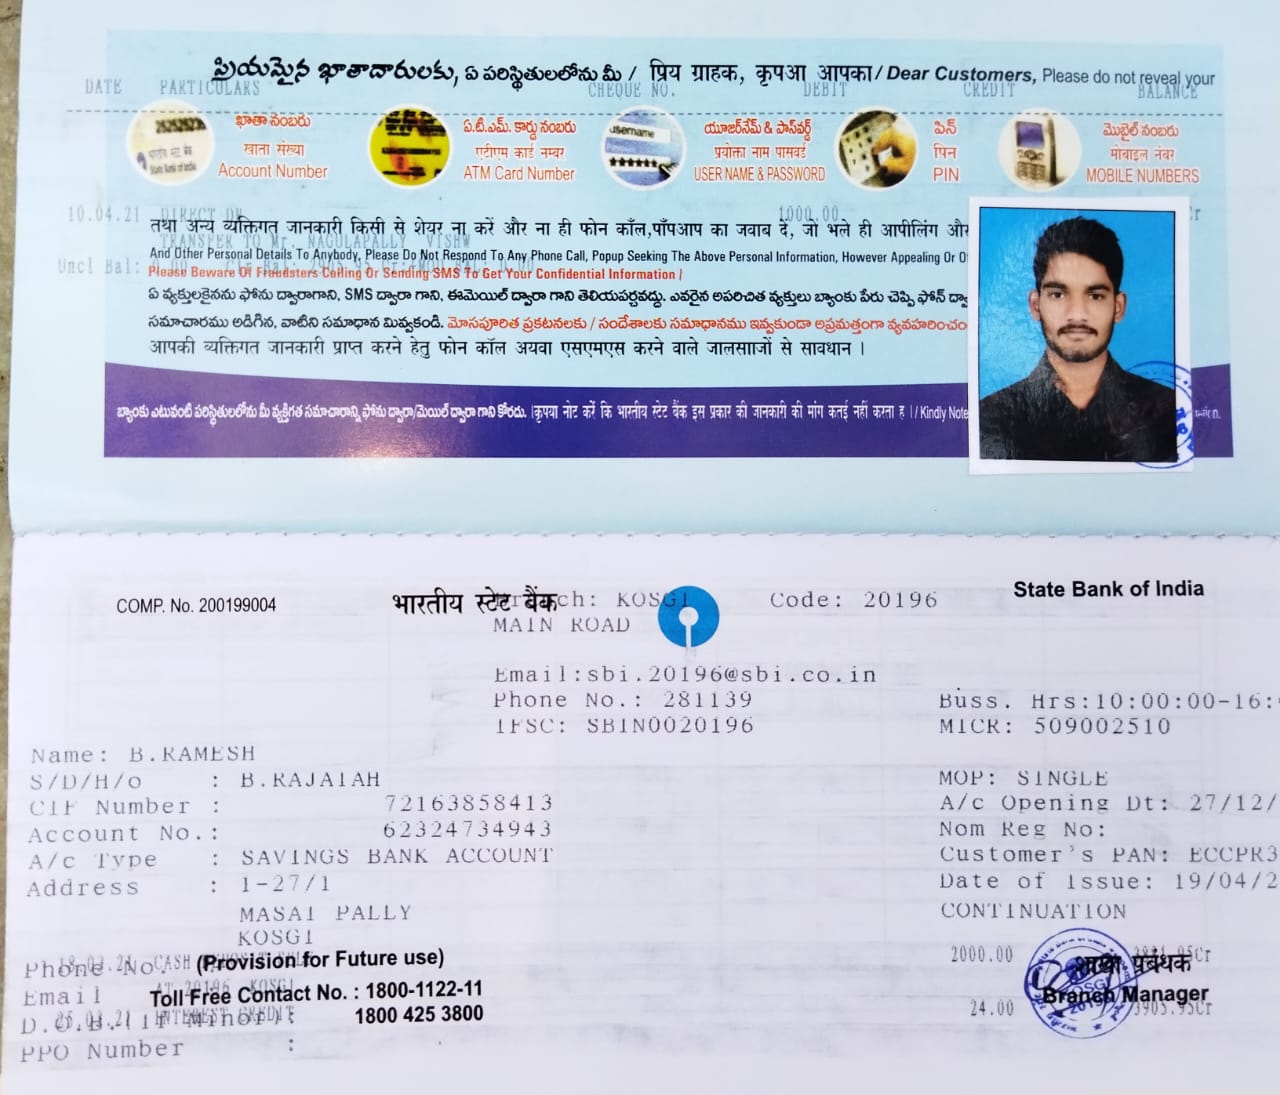 ప్రియమైన ఖాతాదారులకు, ఏ పరిస్థితులలోను మీ / प्रिय ग्राहक, कृपआ आपका / Dear Customers, Please do not reveal your
DATE PARTICULARS CHEQUE NO. DEBIT CREDIT BALANCE
ఖాతా నంబరు
खाता संख्या
Account Number
ఏ.టి.ఎమ్. కార్డు నంబరు
एटीएम कार्ड नम्बर
ATM Card Number
username
యూజర్‌నేమ్ & పాస్‌వర్డ్
प्रयोक्ता नाम पासवर्ड
USER NAME & PASSWORD
పిన్
पिन
PIN
మొబైల్ నంబరు
मोबाइल नंबर
MOBILE NUMBERS
10.04.21 DIRECT DR 1000.00
तथा अन्य व्यक्तिगत जानकारी किसी से शेयर ना करें और ना ही फोन कॉल,पॉपआप का जवाब दें, जो भले ही आपीलिंग और
TRANSFER TO Mr. NAGULAPALLY VISHW
And Other Personal Details To Anybody, Please Do Not Respond To Any Phone Call, Popup Seeking The Above Personal Information, However Appealing Or O
Uncl Bal:
Please Beware Of Fraudsters Calling Or Sending SMS To Get Your Confidential Information |
ఏ వ్యక్తులకైనను ఫోను ద్వారాగాని, SMS ద్వారా గాని, ఈమెయిల్ ద్వారా గాని తెలియపర్చవద్దు. ఎవరైన అపరిచిత వ్యక్తులు బ్యాంకు పేరు చెప్పి ఫోన్ ద్వా
సమాచారము అడిగిన, వాటిని సమాధాన మివ్వకండి. మోసపూరిత ప్రకటనలకు / సందేశాలకు సమాధానము ఇవ్వకుండా అప్రమత్తంగా వ్యవహరించం
आपकी व्यक्तिगत जानकारी प्राप्त करने हेतु फोन कॉल अथवा एसएमएस करने वाले जालसााजों से सावधान |
బ్యాంకు ఎటువంటి పరిస్థితులలోను మీ వ్యక్తిగత సమాచారాన్ని ఫోను ద్వారా/మెయిల్ ద్వారా గాని కోరదు. |कृपया नोट करें कि भारतीय स्टेट बैंक इस प्रकार की जानकारी की मांग कतई नहीं करता ह | / Kindly Note
COMP. No. 200199004
भारतीय स्टेट बैंक
State Bank of India
Branch: KOSGI Code: 20196
MAIN ROAD
Email:sbi.20196@sbi.co.in
Phone No.: 281139 Buss. Hrs:10:00:00-16:
IFSC: SBIN0020196 MICR: 509002510
Name: B.RAMESH
S/D/H/o : B.RAJAIAH MOP: SINGLE
CIF Number : 72163858413 A/c Opening Dt: 27/12/
Account No.: 62324734943 Nom Reg No:
A/c Type : SAVINGS BANK ACCOUNT Customer's PAN: ECCPR3
Address : 1-27/1 Date of Issue: 19/04/2
MASAI PALLY CONTINUATION
KOSGI
18.03.21 CASH 2000.00
Phone No. (Provision for Future use) शाखा प्रबंधक
Email Toll Free Contact No. : 1800-1122-11 Branch Manager
AT 20196 KOSGI
25.03.21 INTEREST CREDIT 24.00 3905.95Cr
D.O.B.(If Minor): 1800 425 3800
PPO Number :